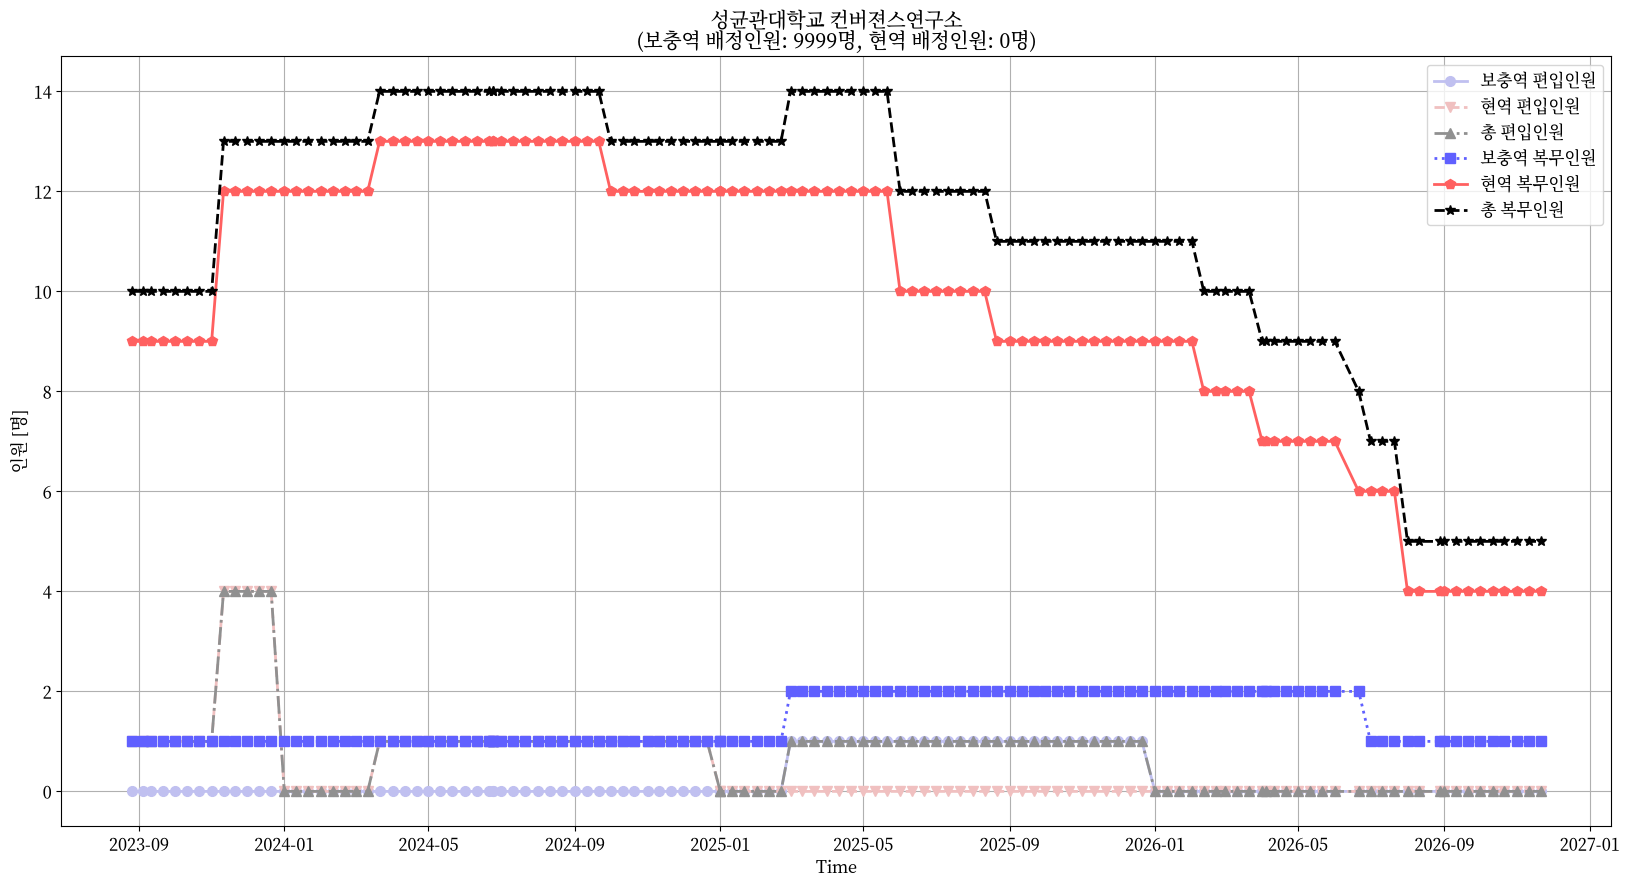 성균관대학교 컨버젼스연구소
(보충역 배정인원: 9999명, 현역 배정인원: 0명)
보충역 편입인원
현역 편입인원
총 편입인원
보충역 복무인원
현역 복무인원
총 복무인원
인원 [명]
14
12
10
8
6
4
2
0
2023-09
2024-01
2024-05
2024-09
2025-01
2025-05
2025-09
2026-01
2026-05
2026-09
2027-01
Time